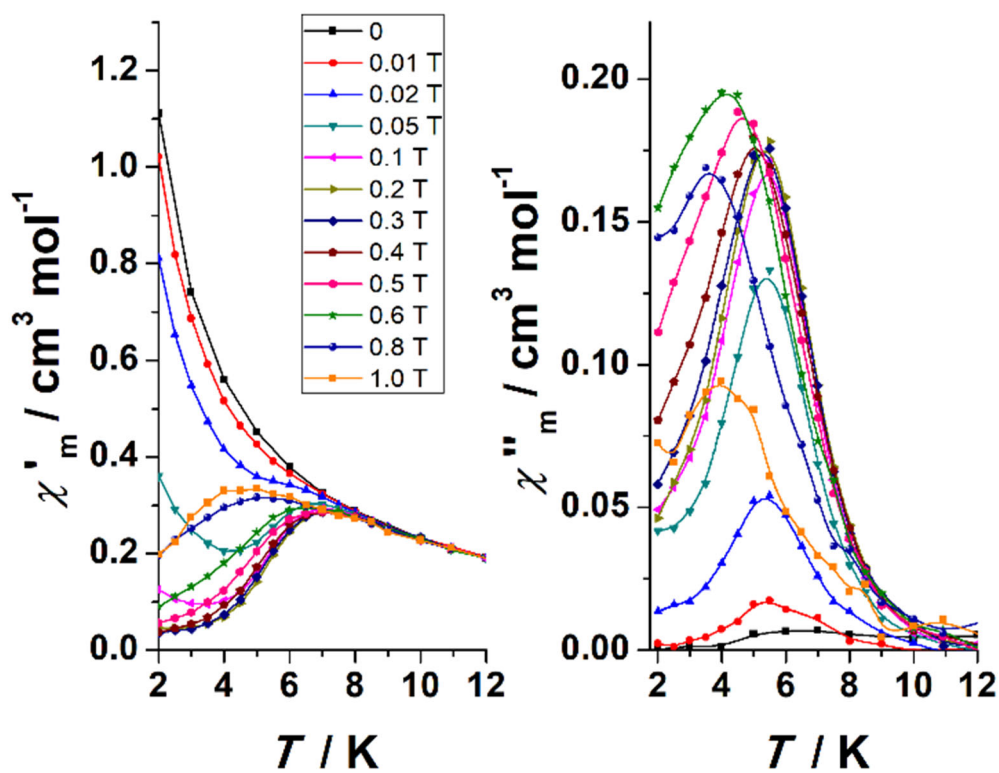 χ'm / cm³ mol⁻¹
1.2
1.0
0.8
0.6
0.4
0.2
0.0
0
0.01 T
0.02 T
0.05 T
0.1 T
0.2 T
0.3 T
0.4 T
0.5 T
0.6 T
0.8 T
1.0 T
2 4 6 8 10 12
T / K
χ"m / cm³ mol⁻¹
0.20
0.15
0.10
0.05
0.00
2 4 6 8 10 12
T / K